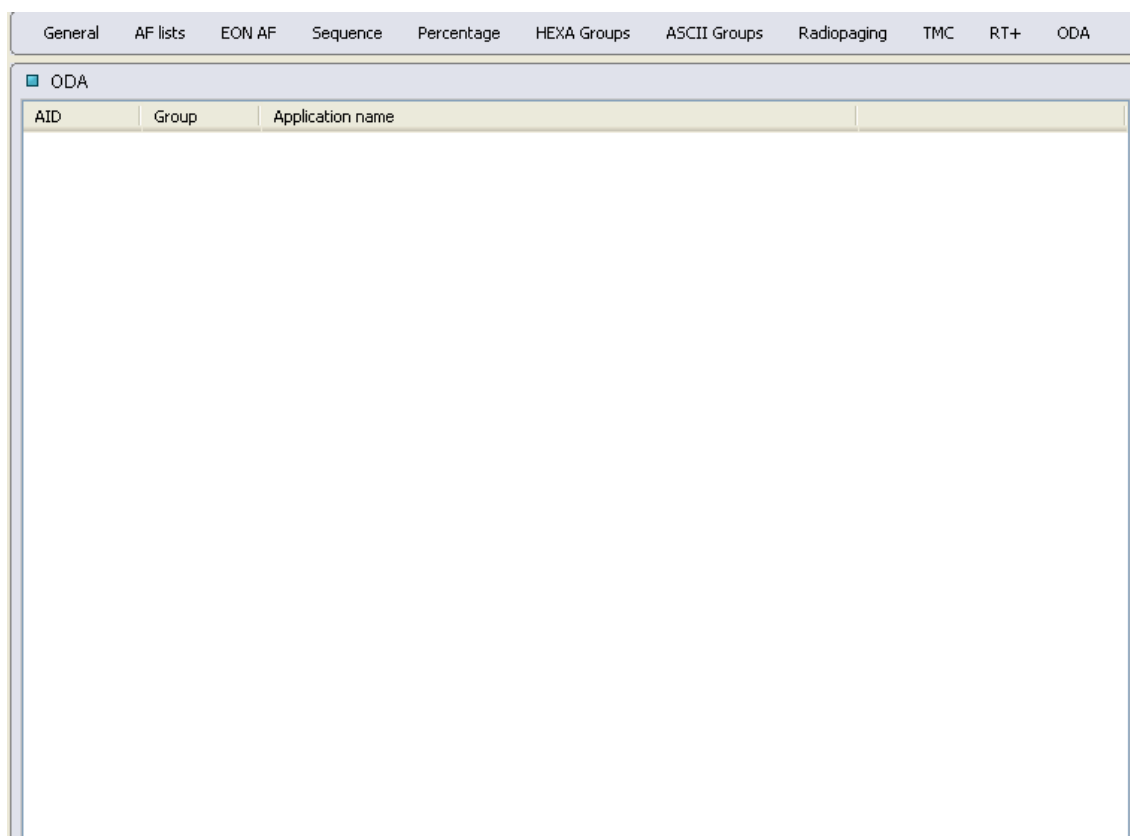 General AF lists EON AF Sequence Percentage HEXA Groups ASCII Groups Radiopaging TMC RT+ ODA
ODA
AID Group Application name